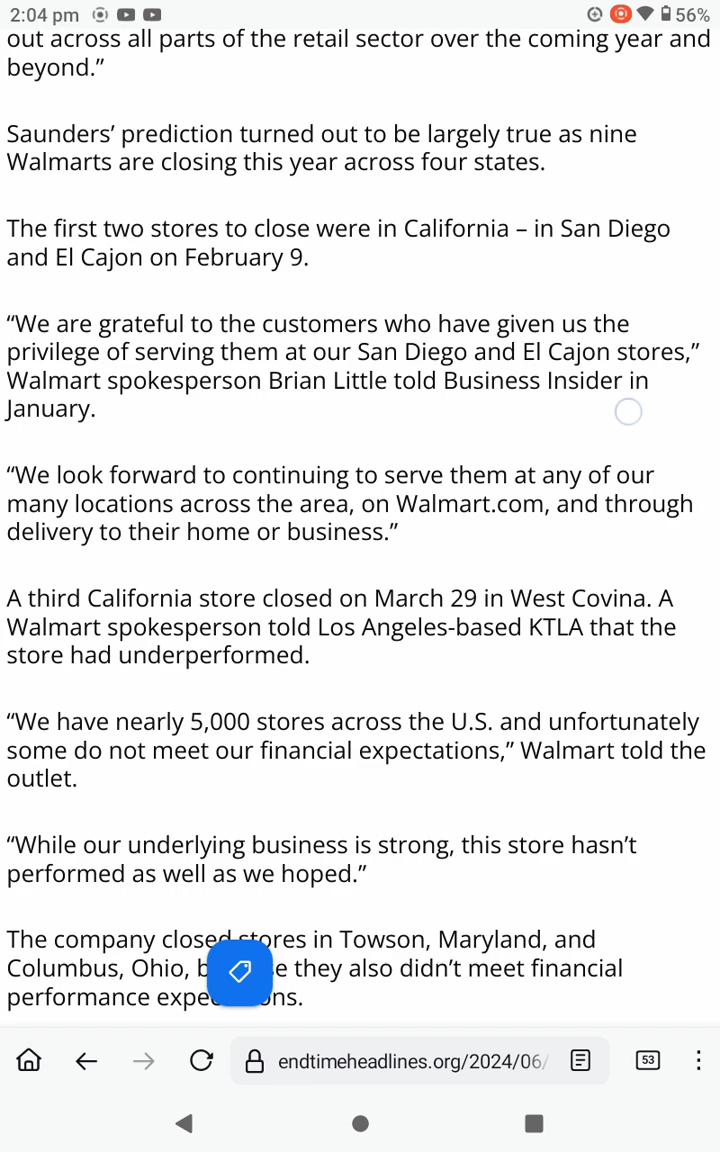 2:04 pm
56%
out across all parts of the retail sector over the coming year and
beyond.”
Saunders’ prediction turned out to be largely true as nine
Walmarts are closing this year across four states.
The first two stores to close were in California – in San Diego
and El Cajon on February 9.
“We are grateful to the customers who have given us the
privilege of serving them at our San Diego and El Cajon stores,”
Walmart spokesperson Brian Little told Business Insider in
January.
“We look forward to continuing to serve them at any of our
many locations across the area, on Walmart.com, and through
delivery to their home or business.”
A third California store closed on March 29 in West Covina. A
Walmart spokesperson told Los Angeles-based KTLA that the
store had underperformed.
“We have nearly 5,000 stores across the U.S. and unfortunately
some do not meet our financial expectations,” Walmart told the
outlet.
“While our underlying business is strong, this store hasn’t
performed as well as we hoped.”
The company closed stores in Towson, Maryland, and
Columbus, Ohio, they also didn’t meet financial
performance
endtimeheadlines.org/2024/06/
53